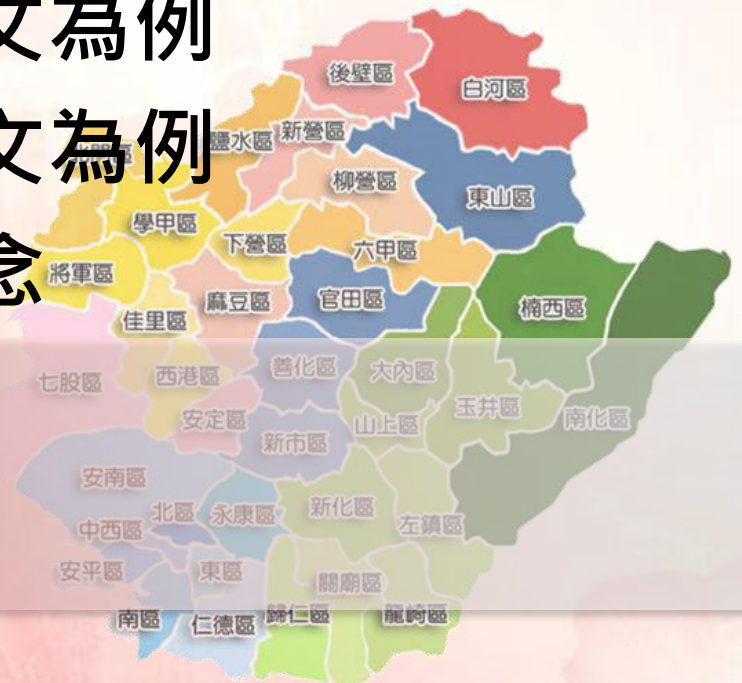 文為例
文為例
念
後壁區
白河區
鹽水區
新營區
北門區
柳營區
東山區
學甲區
下營區
六甲區
將軍區
麻豆區
官田區
佳里區
楠西區
七股區
西港區
善化區
大內區
安定區
山上區
玉井區
南化區
新市區
安南區
北區
永康區
新化區
中西區
左鎮區
安平區
東區
關廟區
南區
仁德區
歸仁區
龍崎區